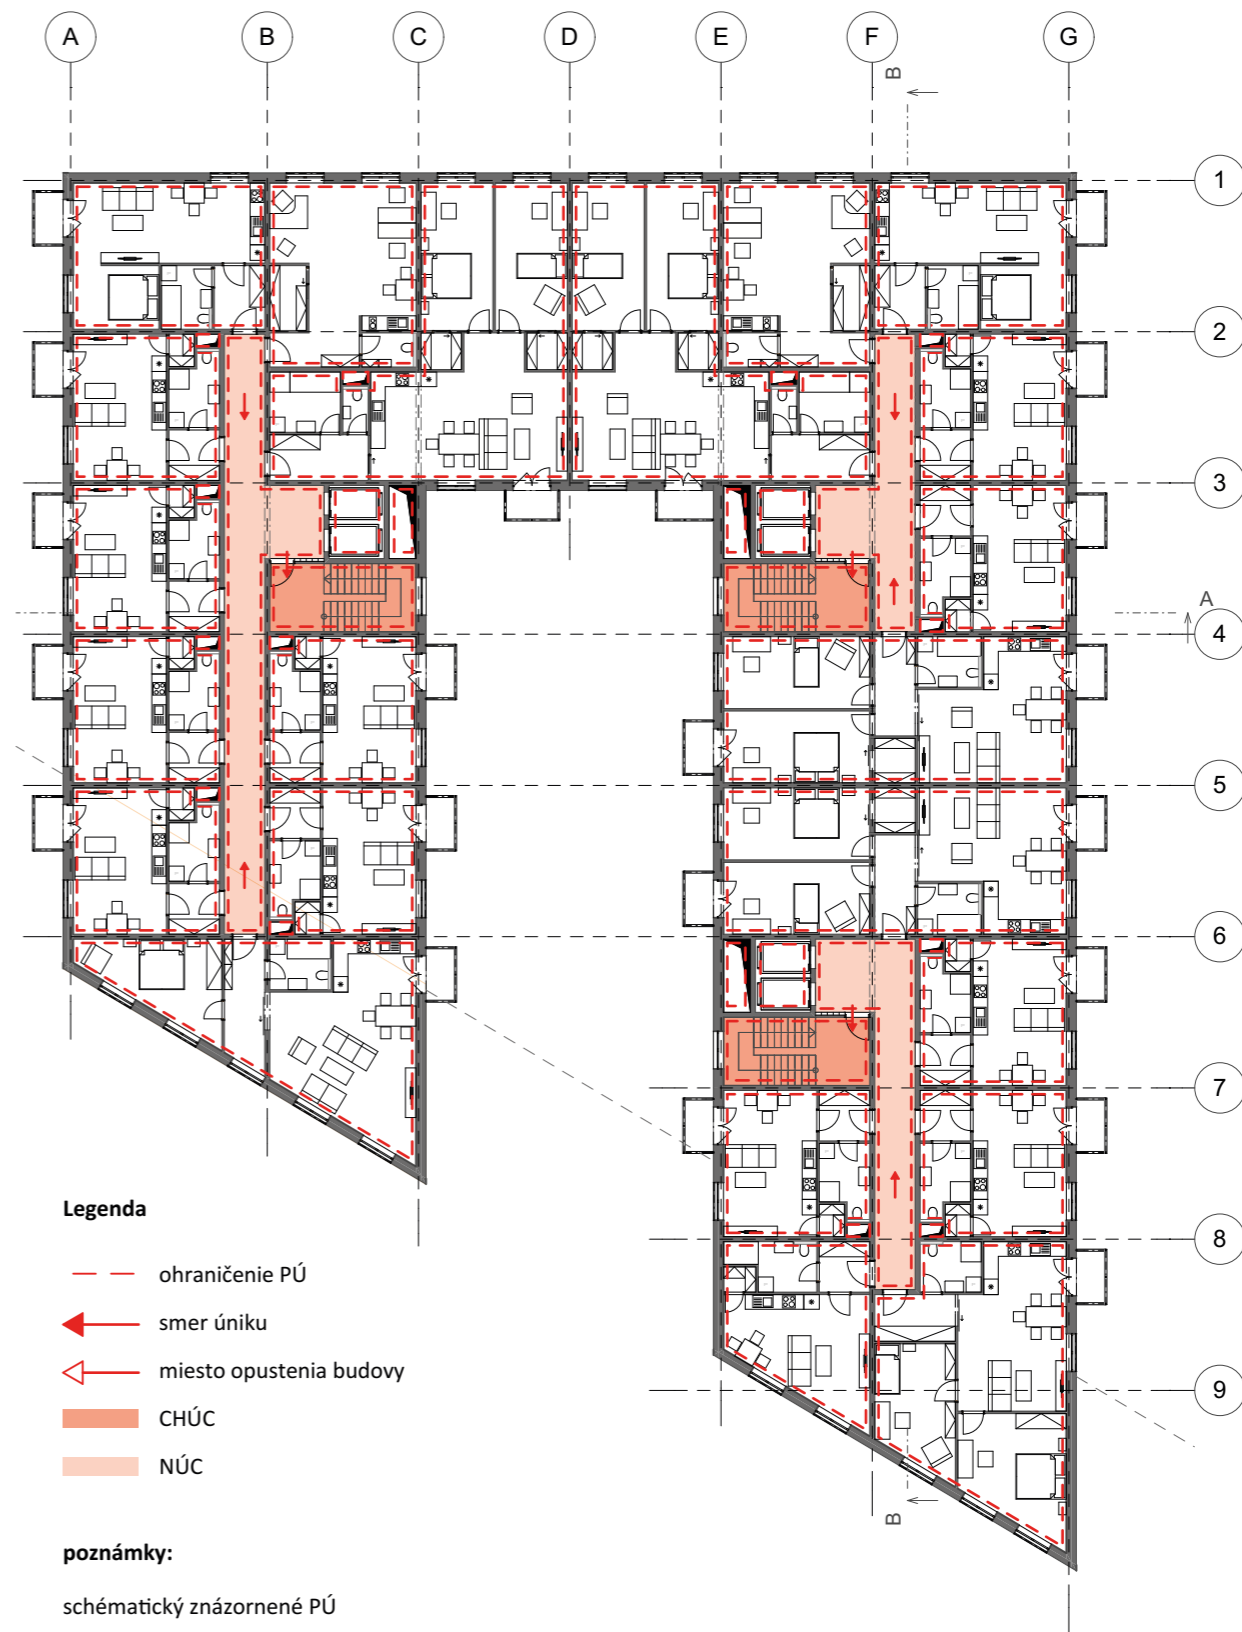 A B C D E F G
B
1
2
3
A
4
5
6
7
8
9
B
Legenda
ohraničenie PÚ
smer úniku
miesto opustenia budovy
CHÚC
NÚC
poznámky:
schématický znázornené PÚ